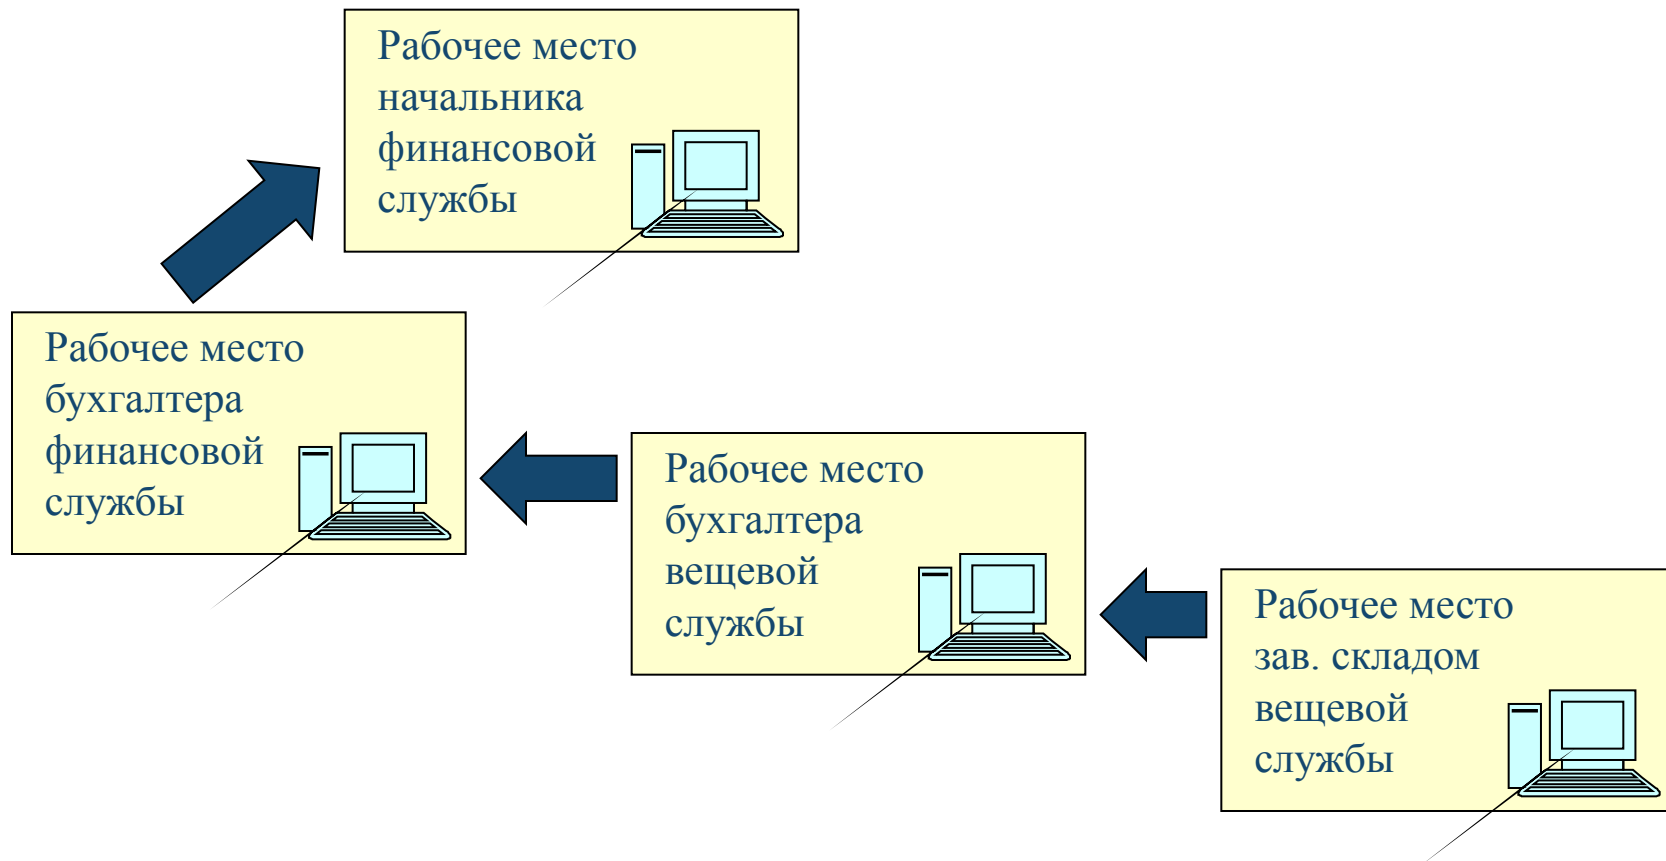 Рабочее место
начальника
финансовой
службы
Рабочее место
бухгалтера
финансовой
службы
Рабочее место
бухгалтера
вещевой
службы
Рабочее место
зав. складом
вещевой
службы